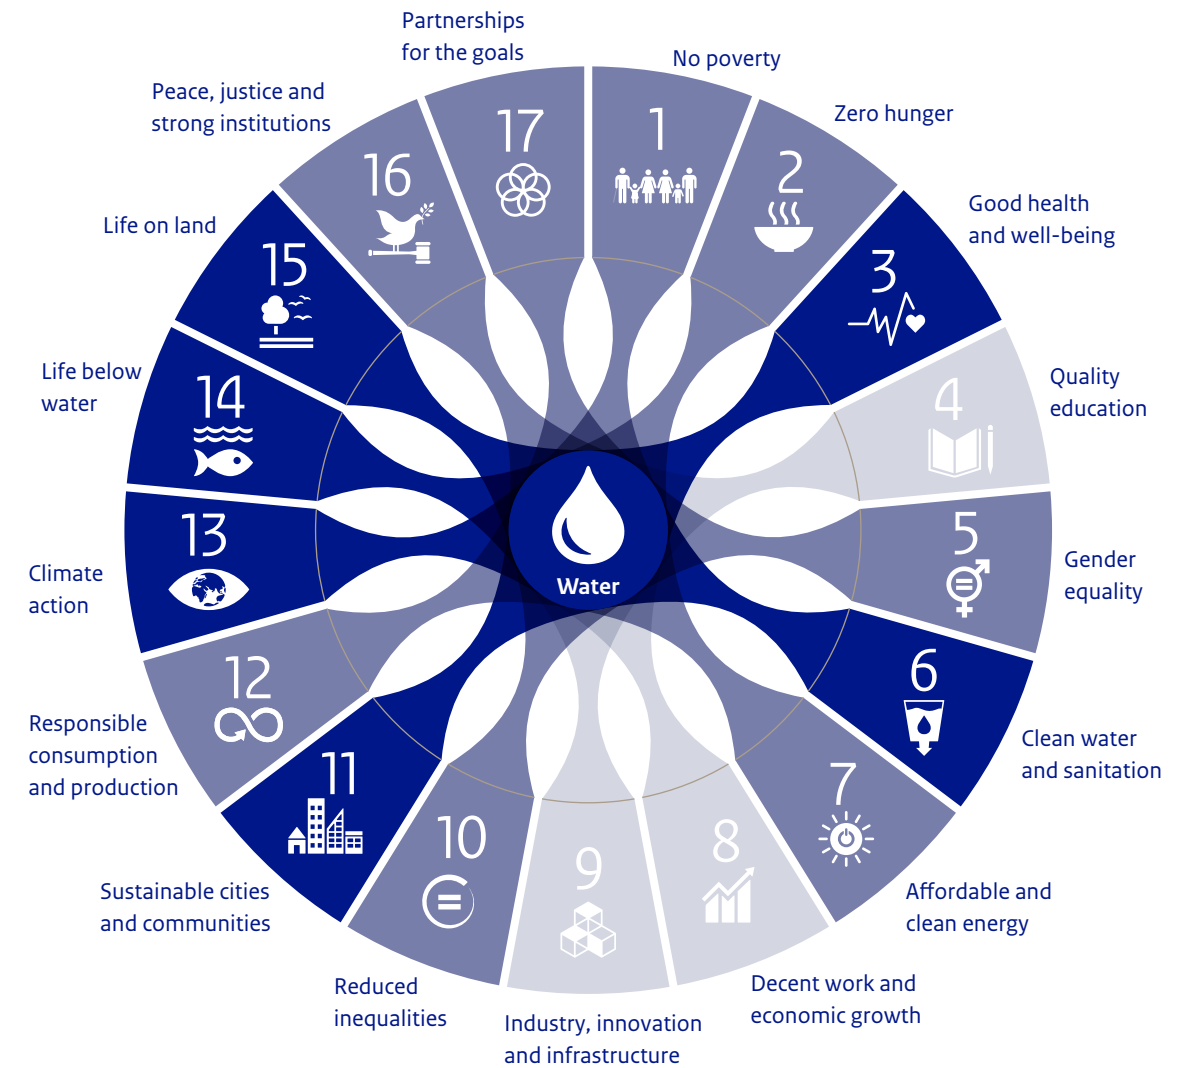 Partnerships
for the goals
17
No poverty
1
Zero hunger
2
Good health
and well-being
3
Quality
education
4
Gender
equality
5
Clean water
and sanitation
6
Affordable and
clean energy
7
Decent work and
economic growth
8
Industry, innovation
and infrastructure
9
Reduced
inequalities
10
Sustainable cities
and communities
11
Responsible
consumption
and production
12
Climate
action
13
Life below
water
14
Life on land
15
Peace, justice and
strong institutions
16
Water